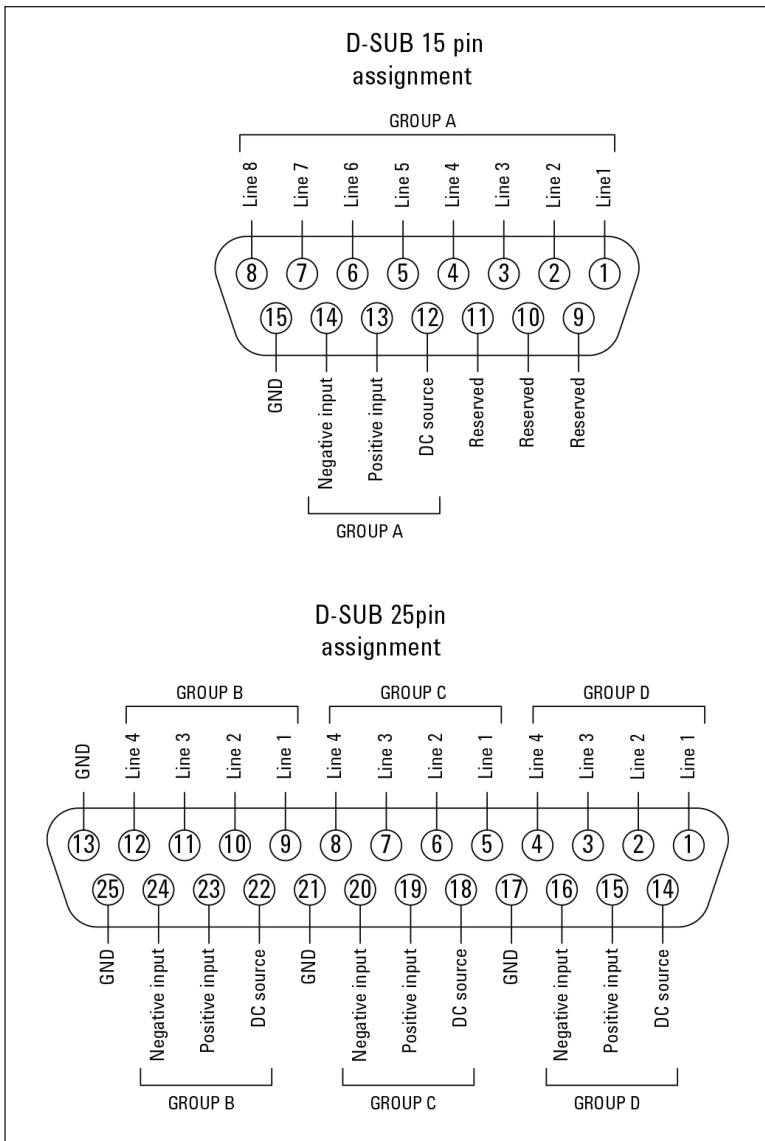 D-SUB 15 pin
assignment
GROUP A
Line 8 Line 7 Line 6 Line 5 Line 4 Line 3 Line 2 Line1
8 7 6 5 4 3 2 1
15 14 13 12 11 10 9
GND Negative input Positive input DC source Reserved Reserved Reserved
GROUP A
D-SUB 25pin
assignment
GROUP B GROUP C GROUP D
GND Line 4 Line 3 Line 2 Line 1 Line 4 Line 3 Line 2 Line 1 Line 4 Line 3 Line 2 Line 1
13 12 11 10 9 8 7 6 5 4 3 2 1
25 24 23 22 21 20 19 18 17 16 15 14
GND Negative input Positive input DC source GND Negative input Positive input DC source GND Negative input Positive input DC source
GROUP B GROUP C GROUP D